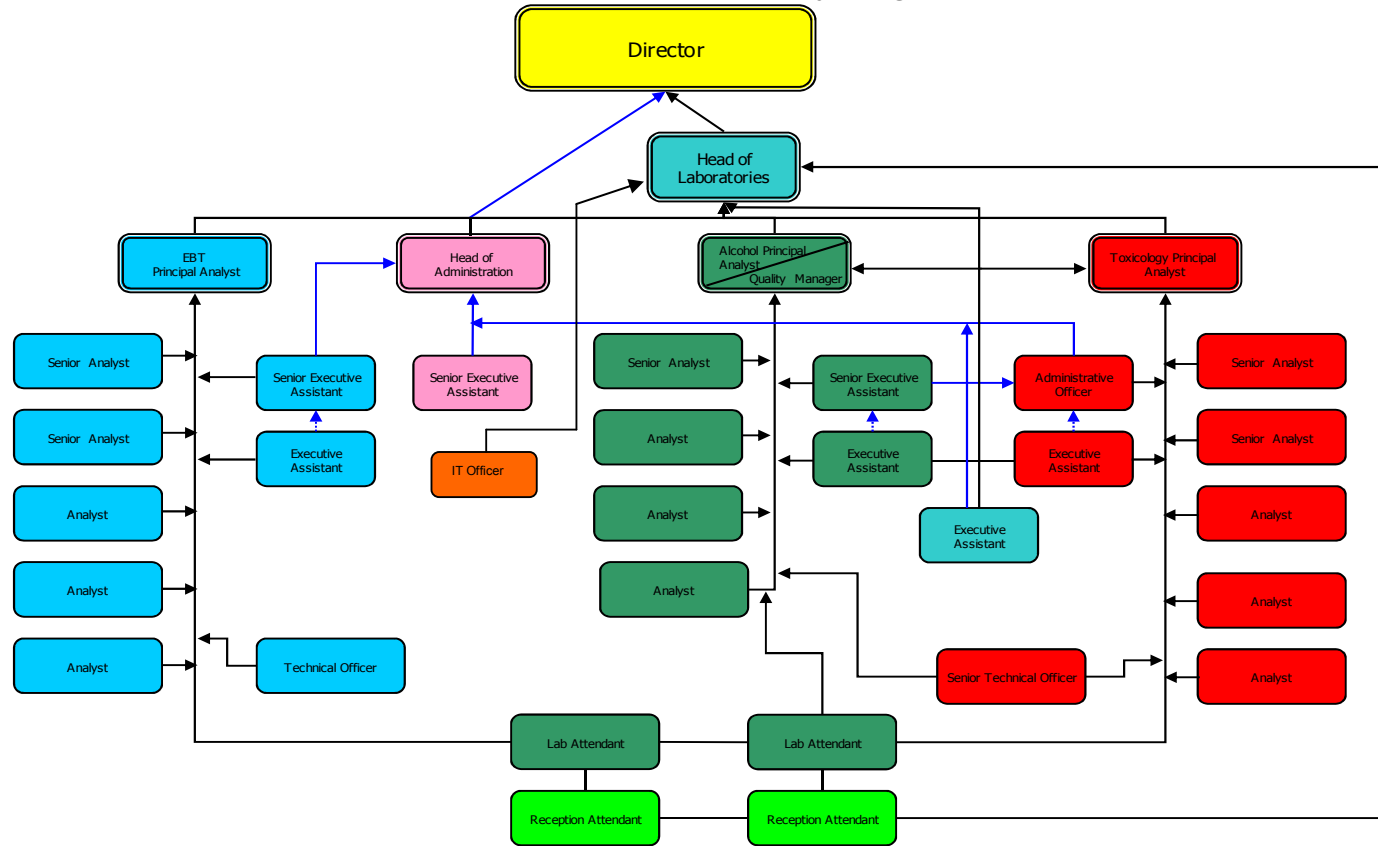 Director
Head of
Laboratories
EBT
Principal Analyst
Head of
Administration
Alcohol Principal
Analyst
Quality Manager
Toxicology Principal
Analyst
Senior Analyst
Senior Executive
Assistant
Senior Executive
Assistant
Senior Analyst
Senior Executive
Assistant
Administrative
Officer
Senior Analyst
Senior Analyst
Executive
Assistant
IT Officer
Analyst
Executive
Assistant
Executive
Assistant
Senior Analyst
Analyst
Analyst
Executive
Assistant
Analyst
Analyst
Analyst
Analyst
Analyst
Technical Officer
Senior Technical Officer
Analyst
Lab Attendant
Lab Attendant
Reception Attendant
Reception Attendant